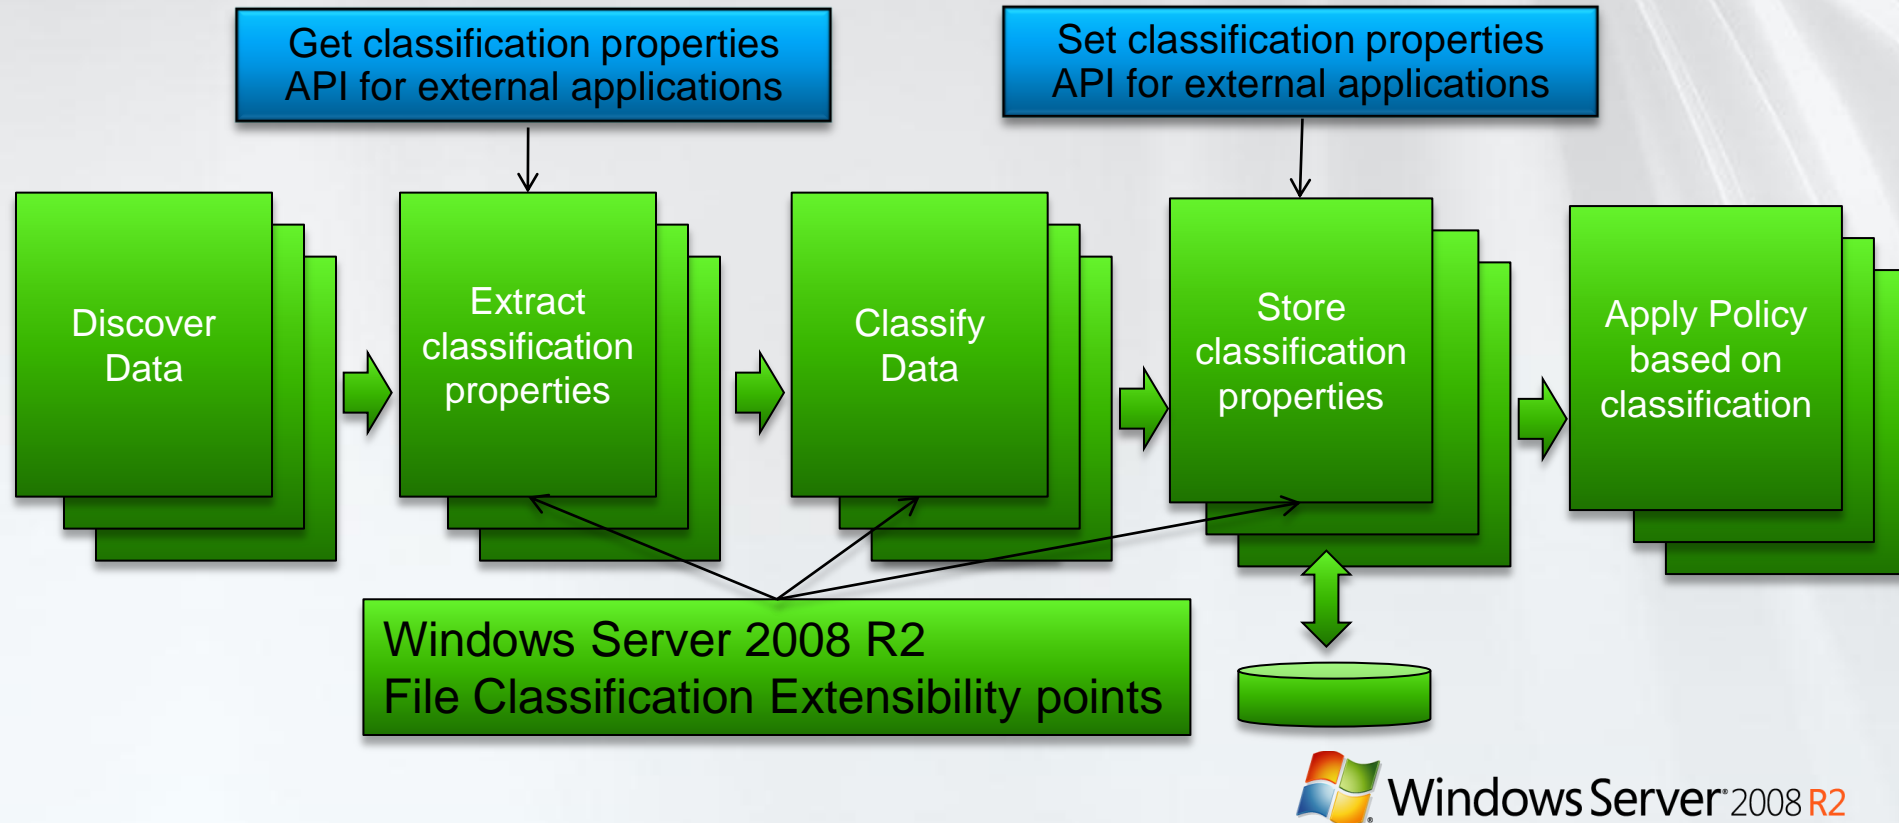 Get classification properties
API for external applications
Set classification properties
API for external applications
Discover
Data
Extract
classification
properties
Classify
Data
Store
classification
properties
Apply Policy
based on
classification
Windows Server 2008 R2
File Classification Extensibility points
Windows Server 2008 R2